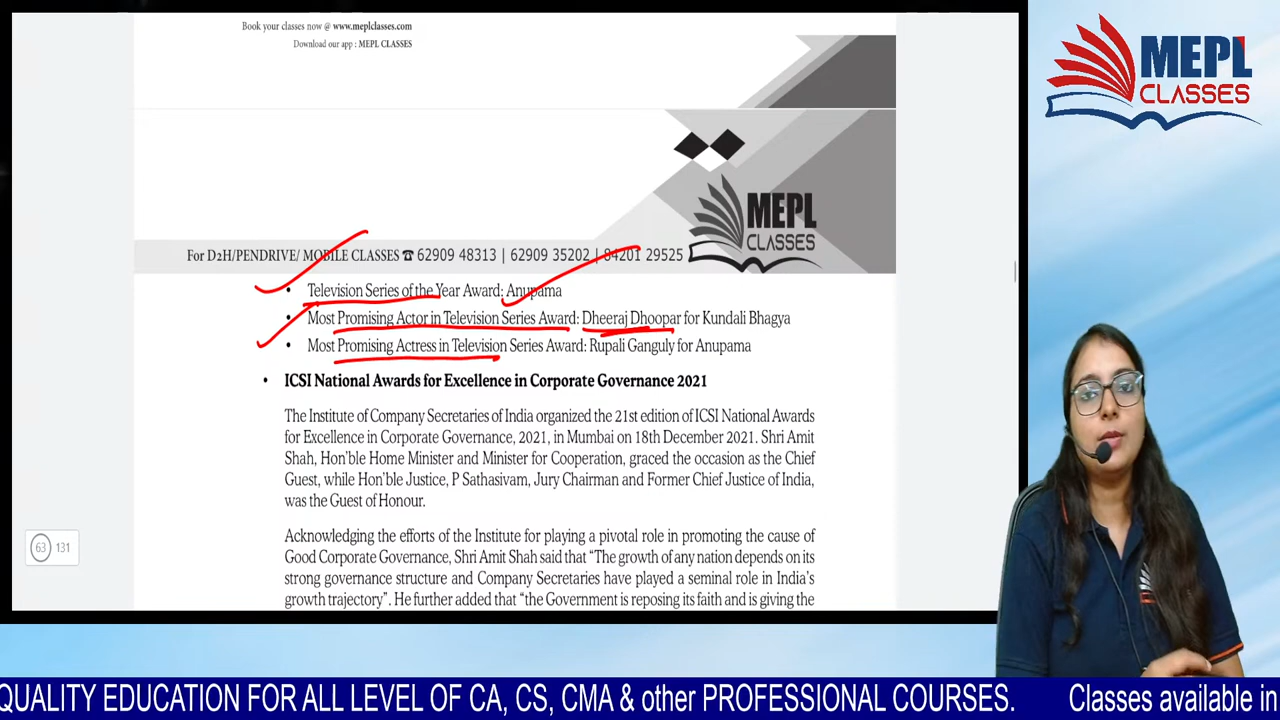 Book your classes now @ www.meplclasses.com
Download our app : MEPL CLASSES
MEPL
CLASSES
MEPL
CLASSES
For D2H/PENDRIVE/ MOBILE CLASSES ☎ 62909 48313 | 62909 35202 | 84201 29525
• Television Series of the Year Award: Anupama
• Most Promising Actor in Television Series Award: Dheeraj Dhoopar for Kundali Bhagya
• Most Promising Actress in Television Series Award: Rupali Ganguly for Anupama
• ICSI National Awards for Excellence in Corporate Governance 2021
The Institute of Company Secretaries of India organized the 21st edition of ICSI National Awards
for Excellence in Corporate Governance, 2021, in Mumbai on 18th December 2021. Shri Amit
Shah, Hon'ble Home Minister and Minister for Cooperation, graced the occasion as the Chief
Guest, while Hon'ble Justice, P Sathasivam, Jury Chairman and Former Chief Justice of India,
was the Guest of Honour.
Acknowledging the efforts of the Institute for playing a pivotal role in promoting the cause of
Good Corporate Governance, Shri Amit Shah said that “The growth of any nation depends on its
strong governance structure and Company Secretaries have played a seminal role in India's
growth trajectory”. He further added that “the Government is reposing its faith and is giving the
63 131
QUALITY EDUCATION FOR ALL LEVEL OF CA, CS, CMA & other PROFESSIONAL COURSES. Classes available in